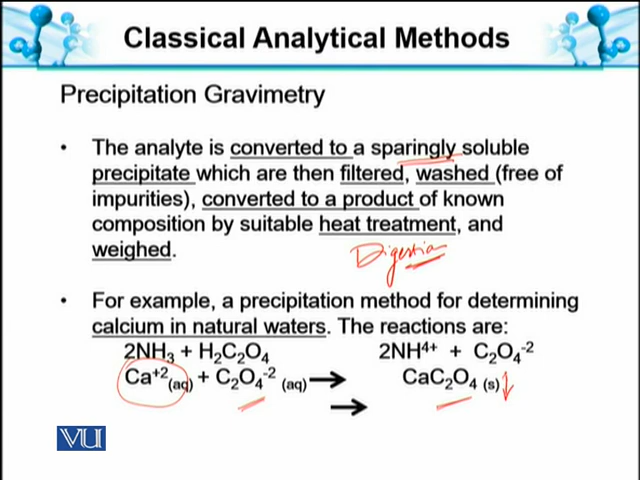 Classical Analytical Methods
Precipitation Gravimetry
• The analyte is converted to a sparingly soluble
precipitate which are then filtered, washed (free of
impurities), converted to a product of known
composition by suitable heat treatment, and
weighed.
Digestion
• For example, a precipitation method for determining
calcium in natural waters. The reactions are:
2NH₃ + H₂C₂O₄ 2NH⁴⁺ + C₂O₄⁻²
Ca⁺²(aq) + C₂O₄⁻² (aq)→ CaC₂O₄ (s)↓
→
VU